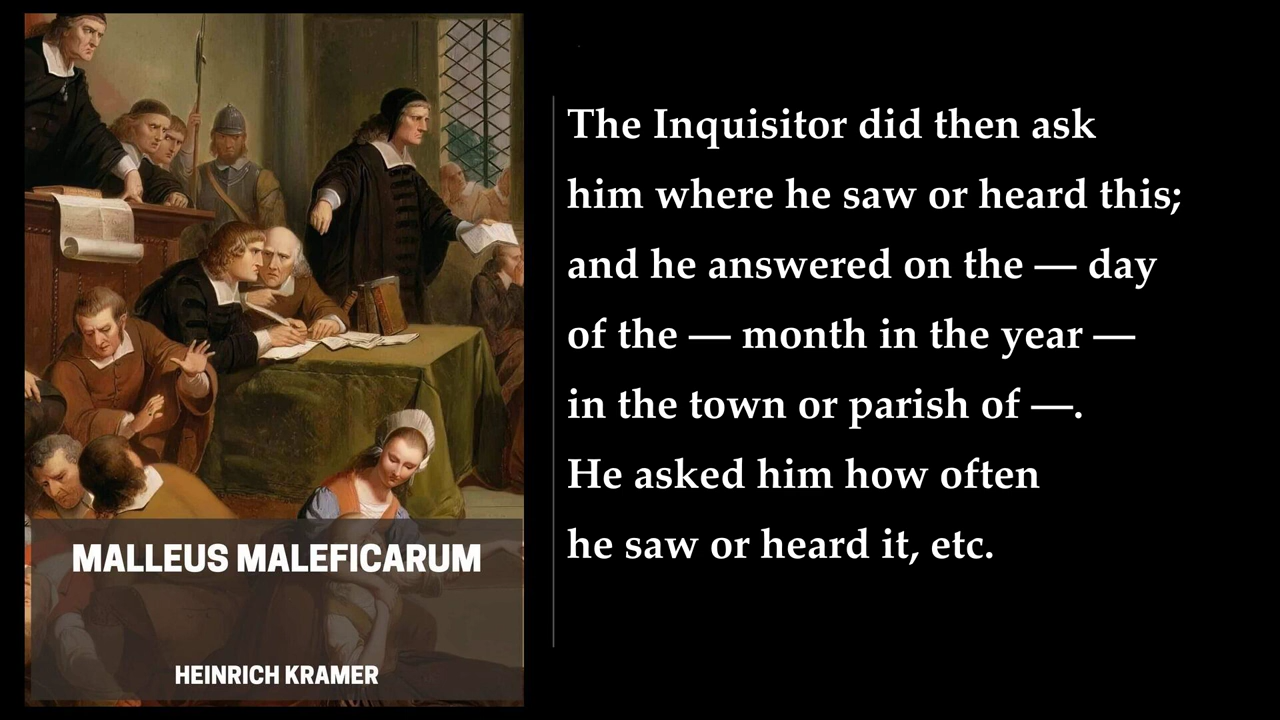 MALLEUS MALEFICARUM
HEINRICH KRAMER
The Inquisitor did then ask
him where he saw or heard this;
and he answered on the — day
of the — month in the year —
in the town or parish of —.
He asked him how often
he saw or heard it, etc.